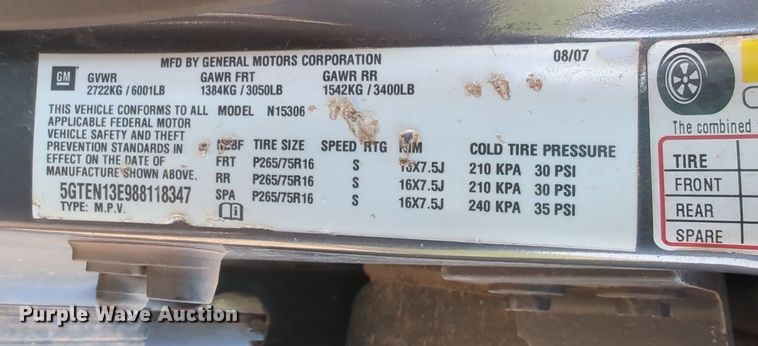 MFD BY GENERAL MOTORS CORPORATION 08/07
GM
GVWR GAWR FRT GAWR RR
2722KG / 6001LB 1384KG / 3050LB 1542KG / 3400LB
THIS VEHICLE CONFORMS TO ALL MODEL N15306
APPLICABLE FEDERAL MOTOR
VEHICLE SAFETY AND THEFT
PREVENTION STANDARDS IN
EFFECT ON THE DATE OF
MANUFACTURE SHOWN ABOVE.
5GTEN13E988118347
TYPE: M.P.V.
TIRE SIZE SPEED RTG RIM COLD TIRE PRESSURE
FRT P265/75R16 S 16X7.5J 210 KPA 30 PSI
RR P265/75R16 S 16X7.5J 210 KPA 30 PSI
SPA P265/75R16 S 16X7.5J 240 KPA 35 PSI
The combined
TIRE
FRONT
REAR
SPARE
Purple Wave Auction